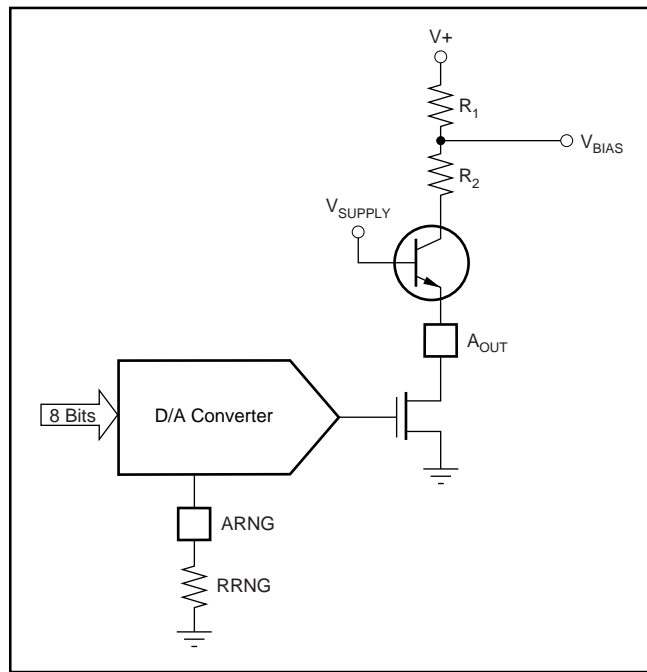 V+
R1
VBIAS
R2
VSUPPLY
AOUT
8 Bits
D/A Converter
ARNG
RRNG